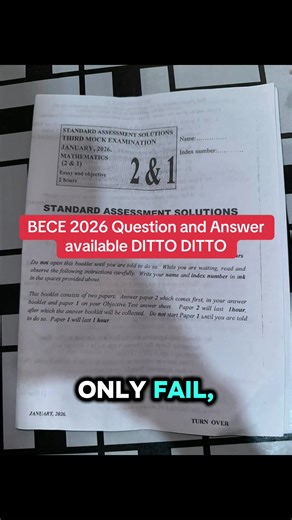 STANDARD ASSESSMENT SOLUTIONS
THIRD MOCK EXAMINATION
JANUARY, 2026.
MATHEMATICS
(2 & 1)
Essay and objective
2 hours
2 & 1
Name
Index number
STANDARD ASSESSMENT SOLUTIONS
BECE 2026 Question and Answer
available DITTO DITTO
Do not open this booklet until you are told to do so. While you are waiting, read and
observe the following instructions carefully. Write your name and index number in ink
in the spaces provided above.
This booklet consists of two papers. Answer paper 2 which comes first, in your answer
booklet and paper 1 on your Objective Test answer sheet. Paper 2 will last 1hour
after which the answer booklet will be collected. Do not start Paper 1 until you are told
to do so. Paper 1 will last 1 hour.
ONLY FAIL,
JANUARY, 2026.
TURN OVER